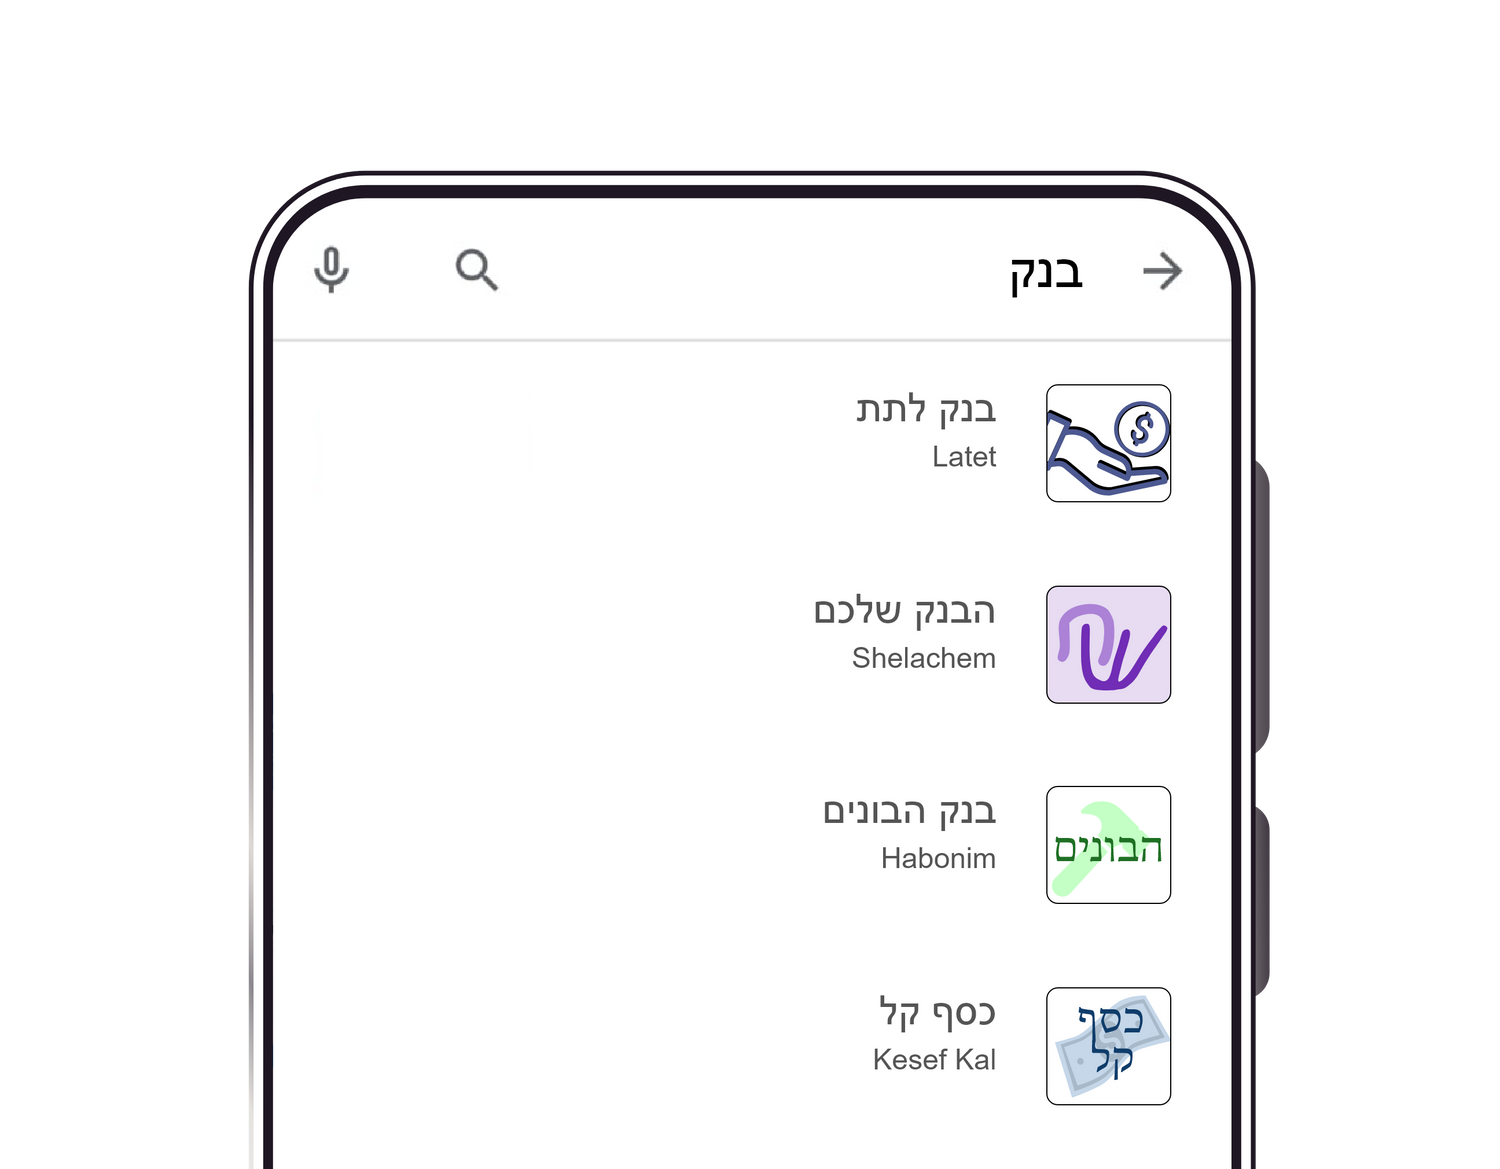 בנק
בנק לתת
Latet
$
הבנק שלכם
Shelachem
ש
בנק הבונים
Habonim
הבונים
כסף קל
Kesef Kal
כסף
קל